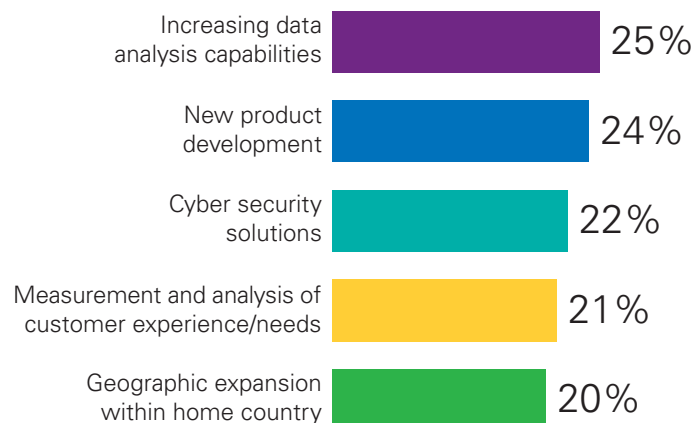 Increasing data
analysis capabilities
25%
New product
development
24%
Cyber security
solutions
22%
Measurement and analysis of
customer experience/needs
21%
Geographic expansion
within home country
20%